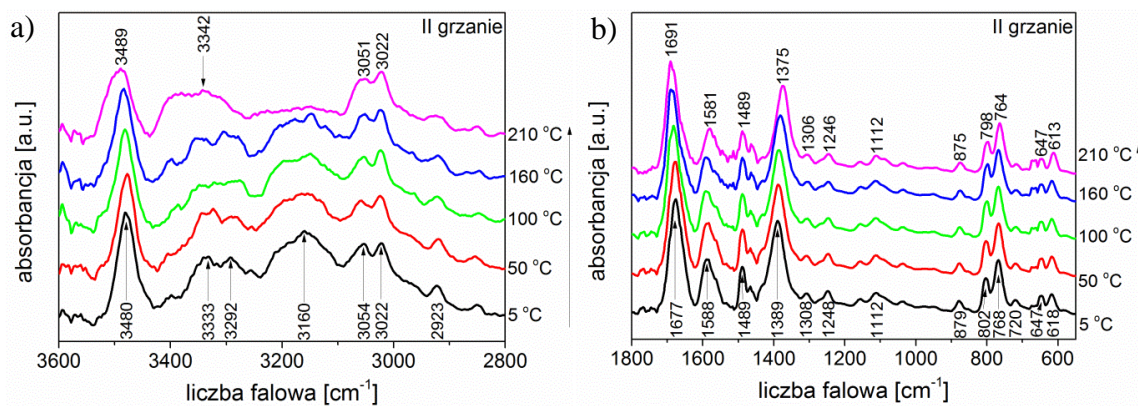 a)
II grzanie
3489
3342
3051
3022
210 °C
160 °C
100 °C
50 °C
5 °C
3480
3333
3292
3160
3054
3022
2923
3600
3400
3200
3000
2800
absorbancja [a.u.]
liczba falowa [cm⁻¹]
b)
II grzanie
1691
1581
1489
1375
1306
1246
1112
875
798
764
647
613
210 °C
160 °C
100 °C
50 °C
5 °C
1677
1588
1489
1389
1308
1248
1112
879
802
768
720
647
618
1800
1600
1400
1200
1000
800
600
absorbancja [a.u.]
liczba falowa [cm⁻¹]